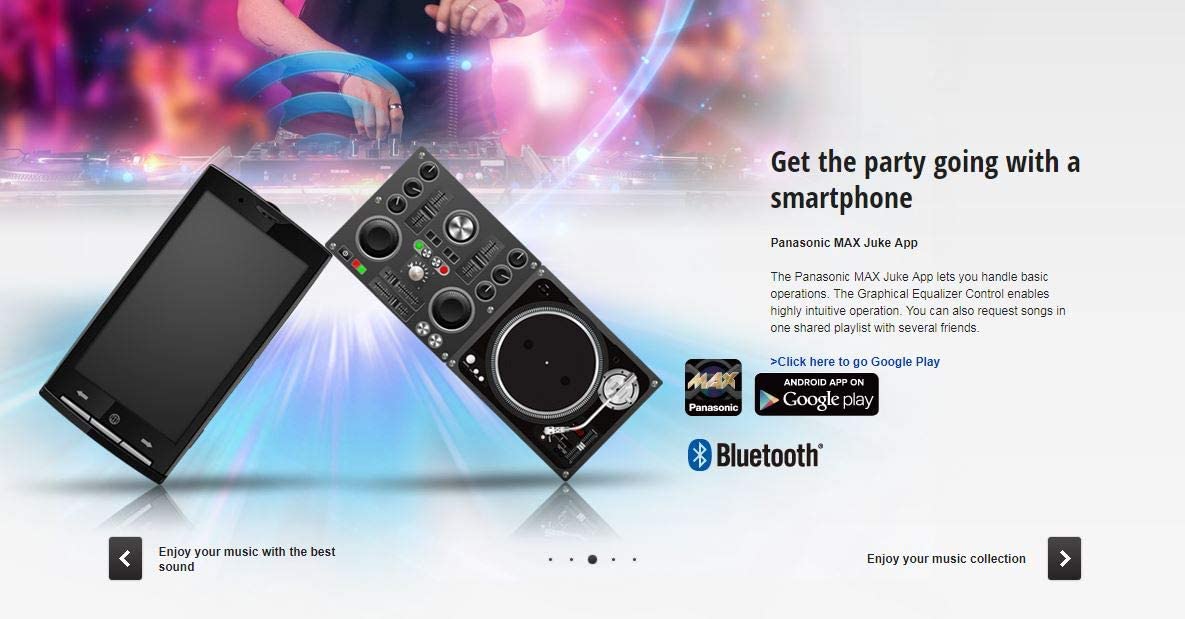 Get the party going with a
smartphone
Panasonic MAX Juke App
The Panasonic MAX Juke App lets you handle basic
operations. The Graphical Equalizer Control enables
highly intuitive operation. You can also request songs in
one shared playlist with several friends.
>Click here to go Google Play
MAX
Panasonic
ANDROID APP ON
Google play
Bluetooth®
Enjoy your music with the best
sound
Enjoy your music collection